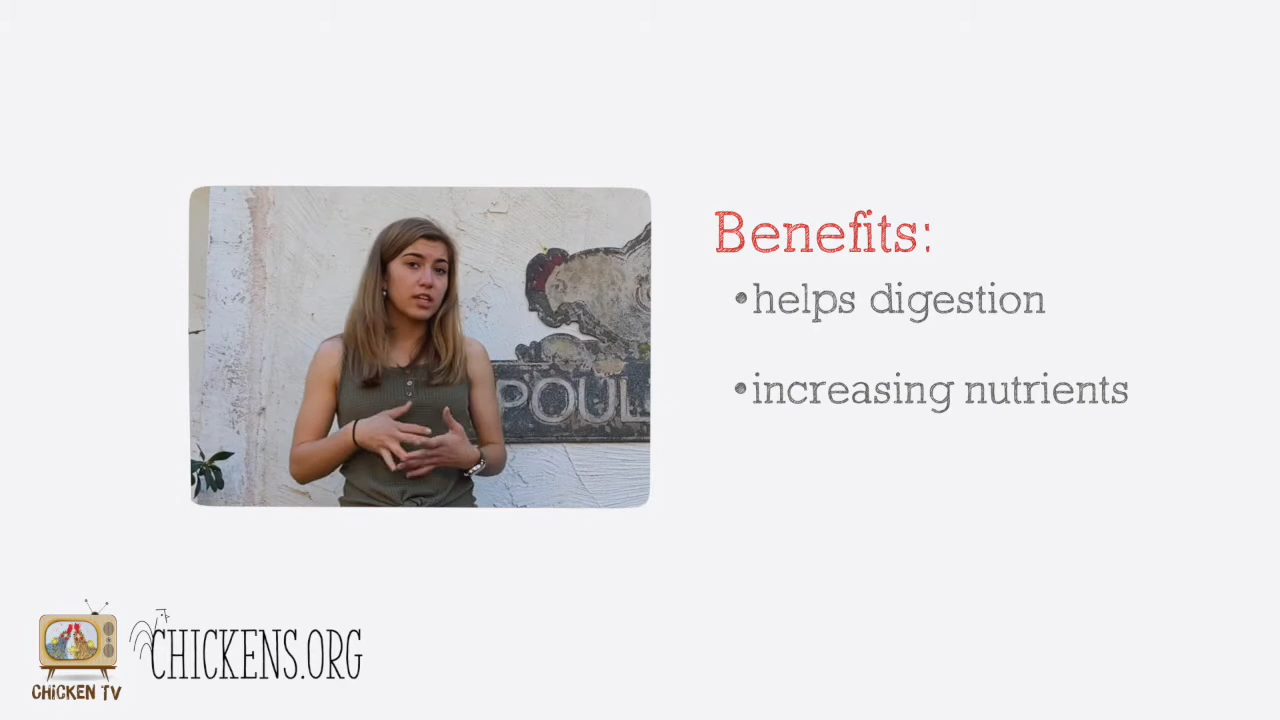 Benefits:
•helps digestion
•increasing nutrients
POUL
CHICKENS.ORG
CHiCKEN TV